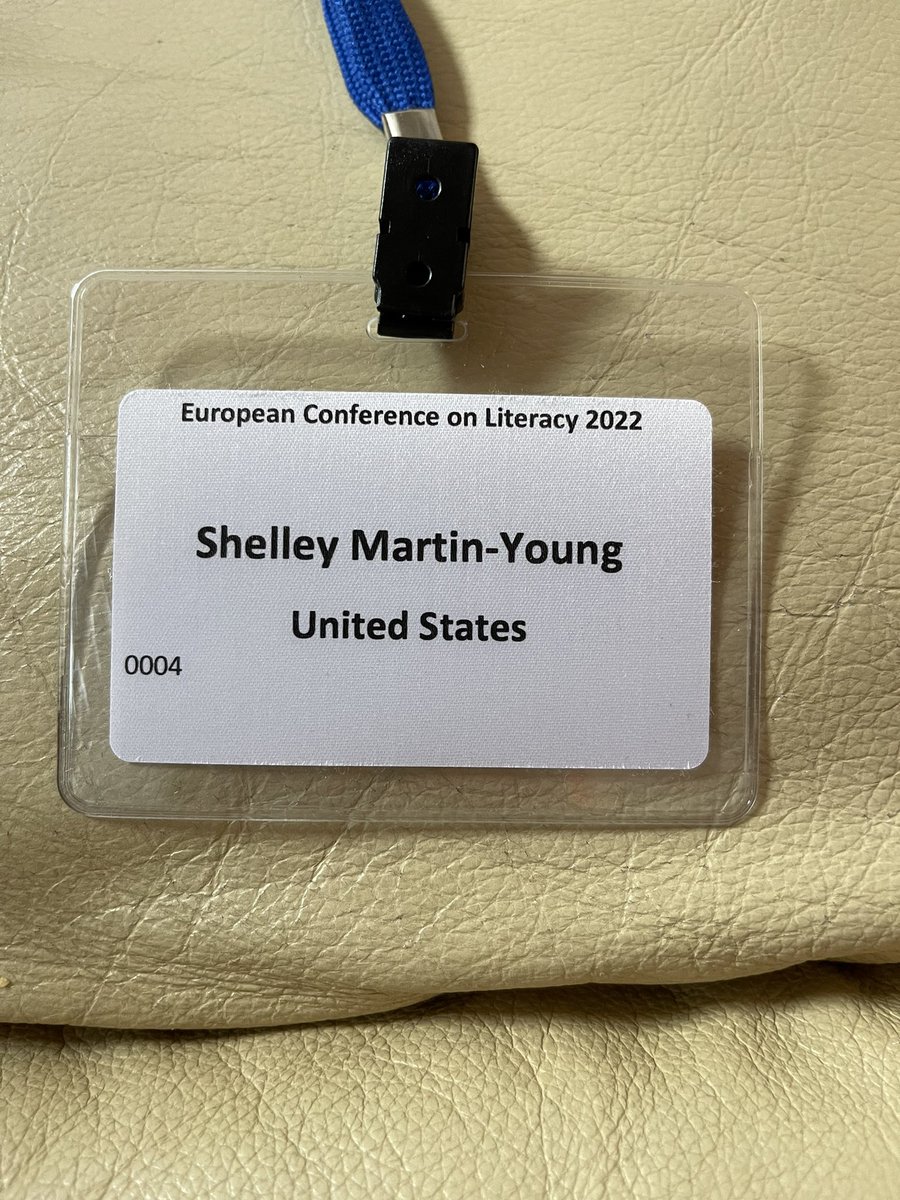 European Conference on Literacy 2022
Shelley Martin-Young
United States
0004